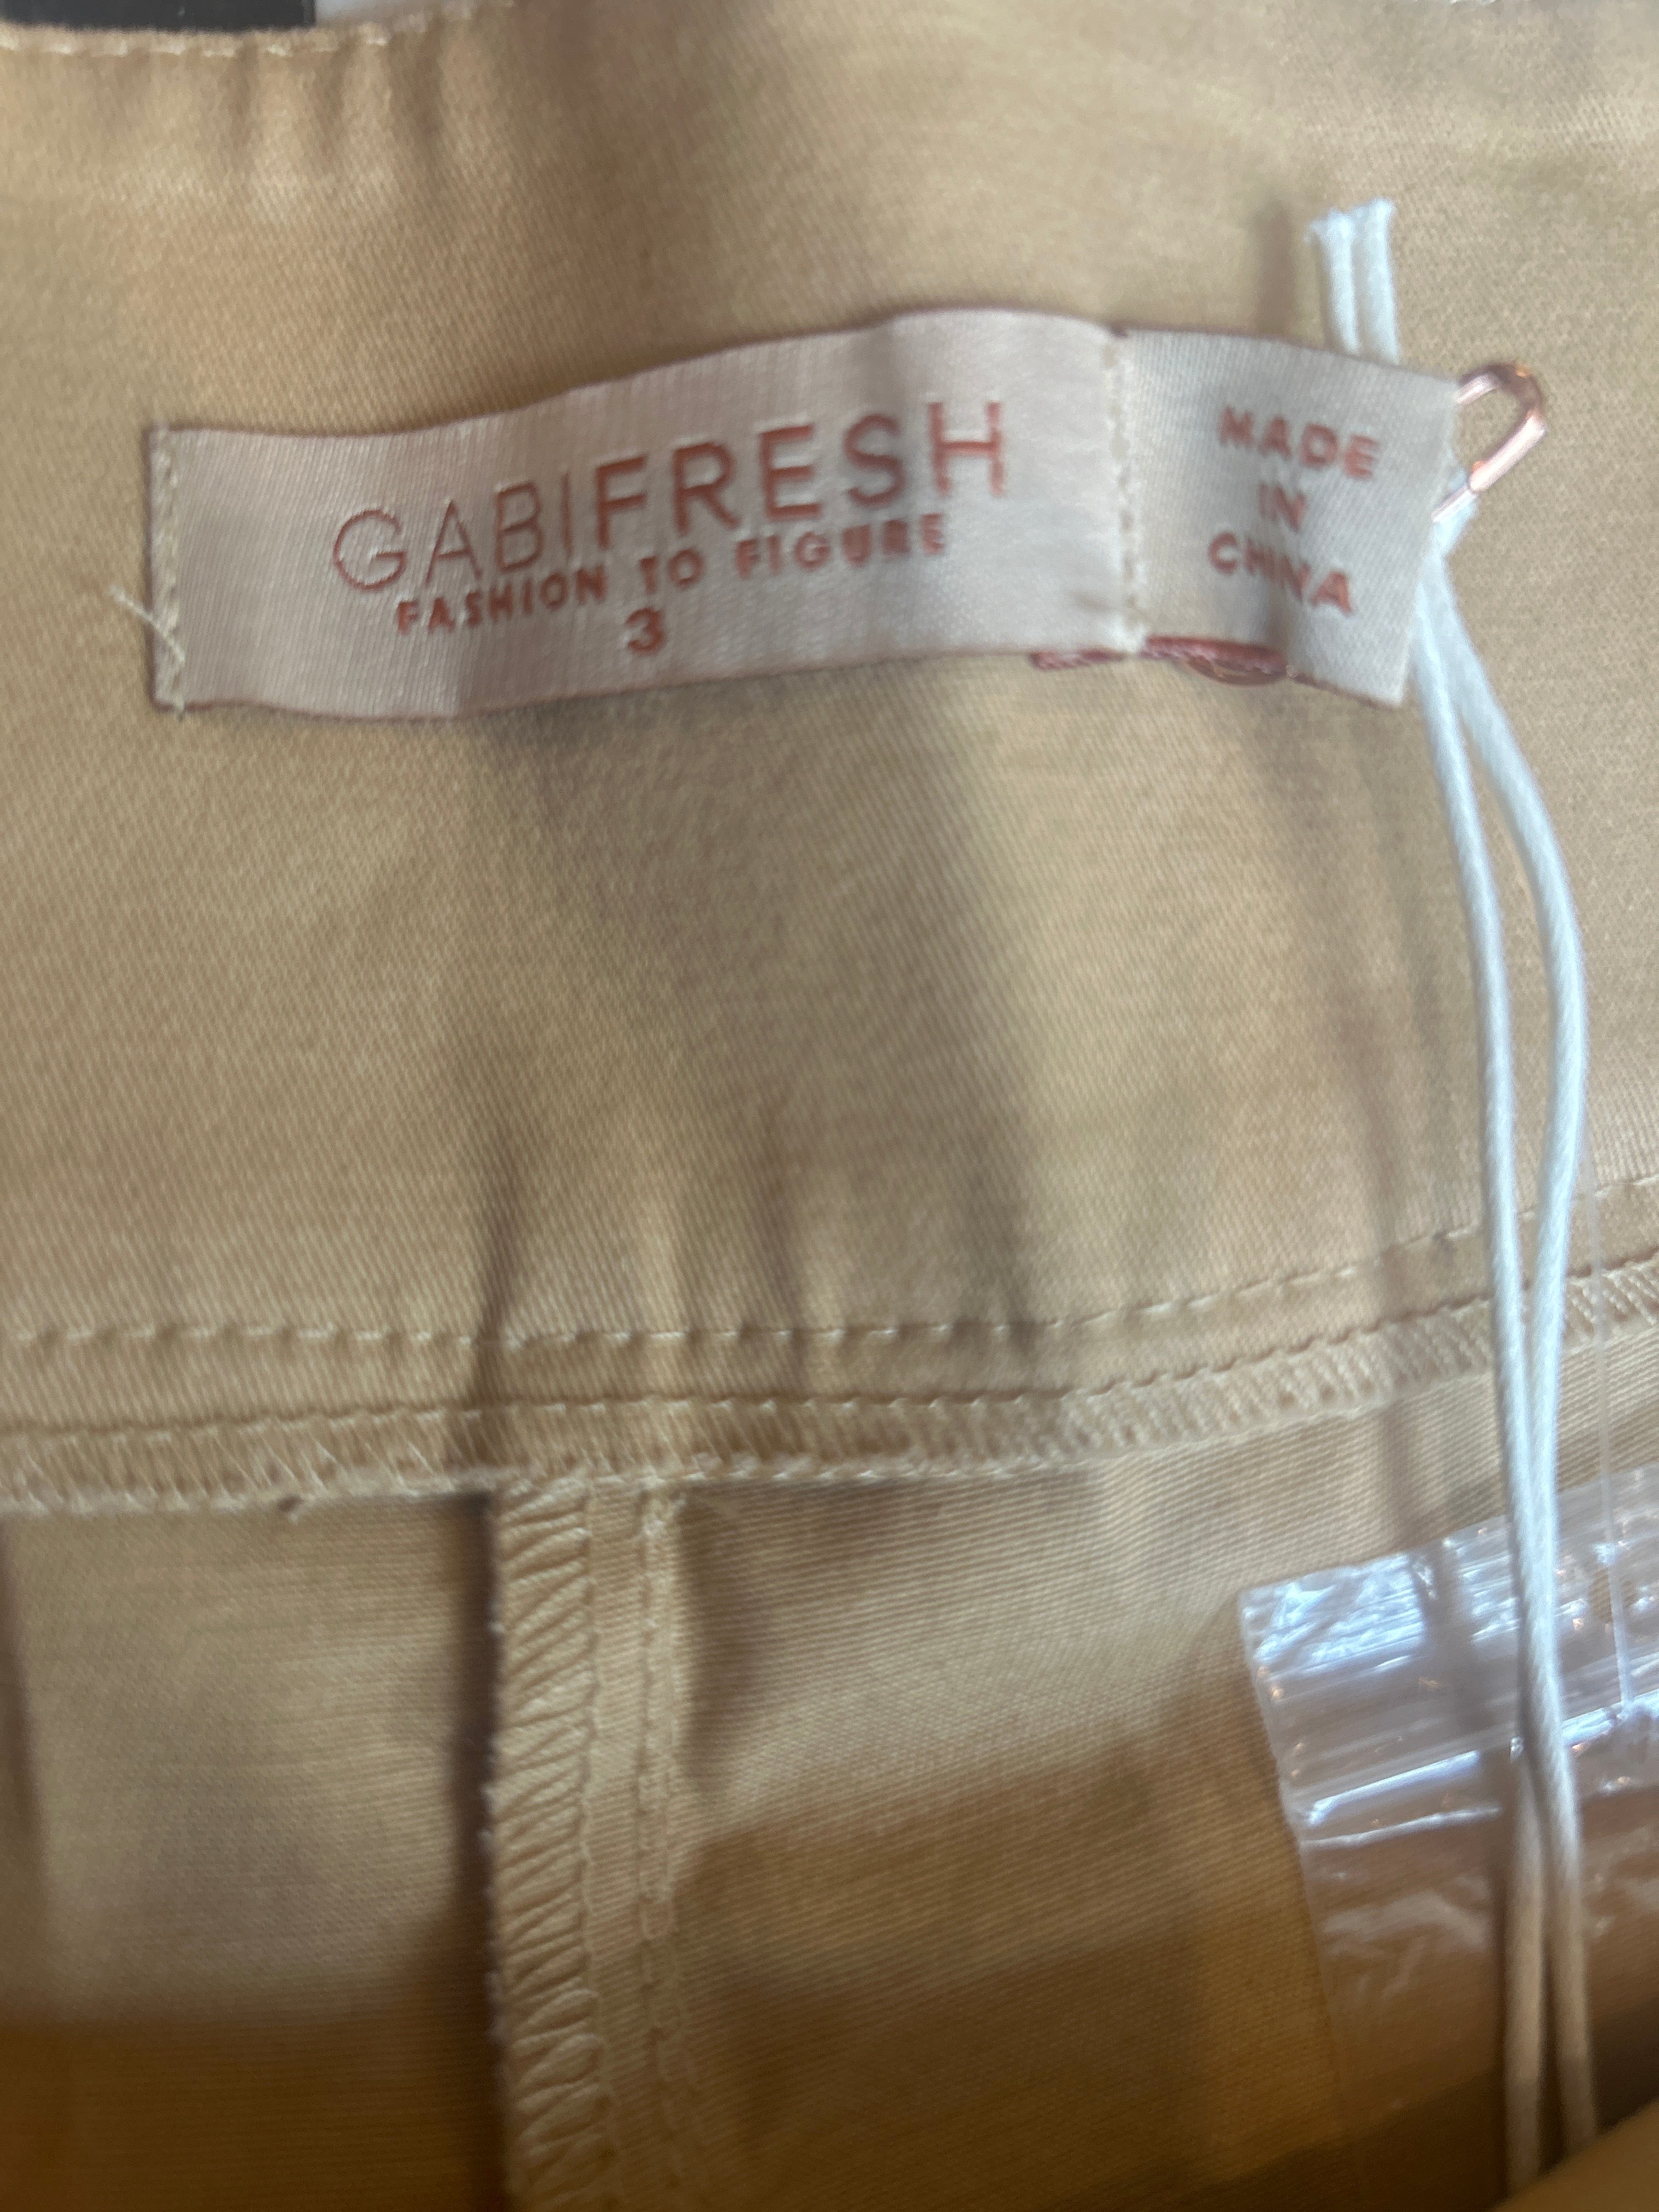 GABIFRESH
FASHION TO FIGURE
3
MADE
IN
CHINA